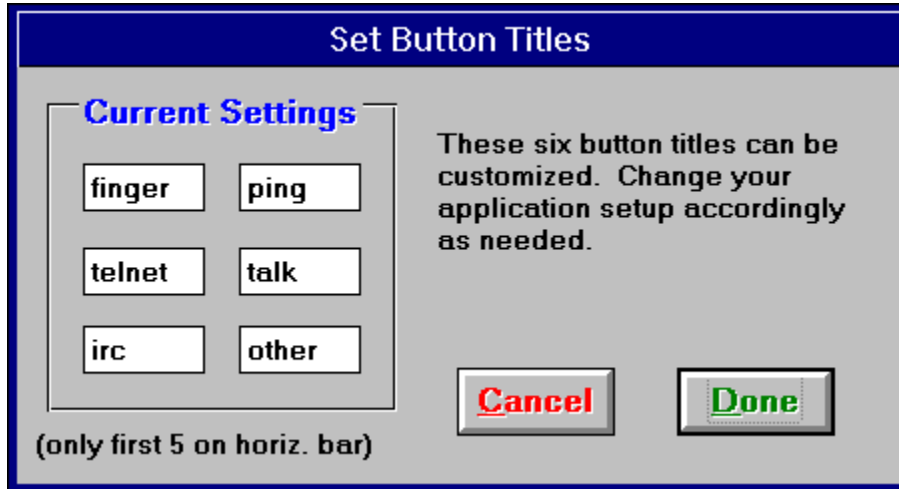 Set Button Titles
Current Settings
finger ping
telnet talk
irc other
(only first 5 on horiz. bar)
These six button titles can be
customized.  Change your
application setup accordingly
as needed.
Cancel Done